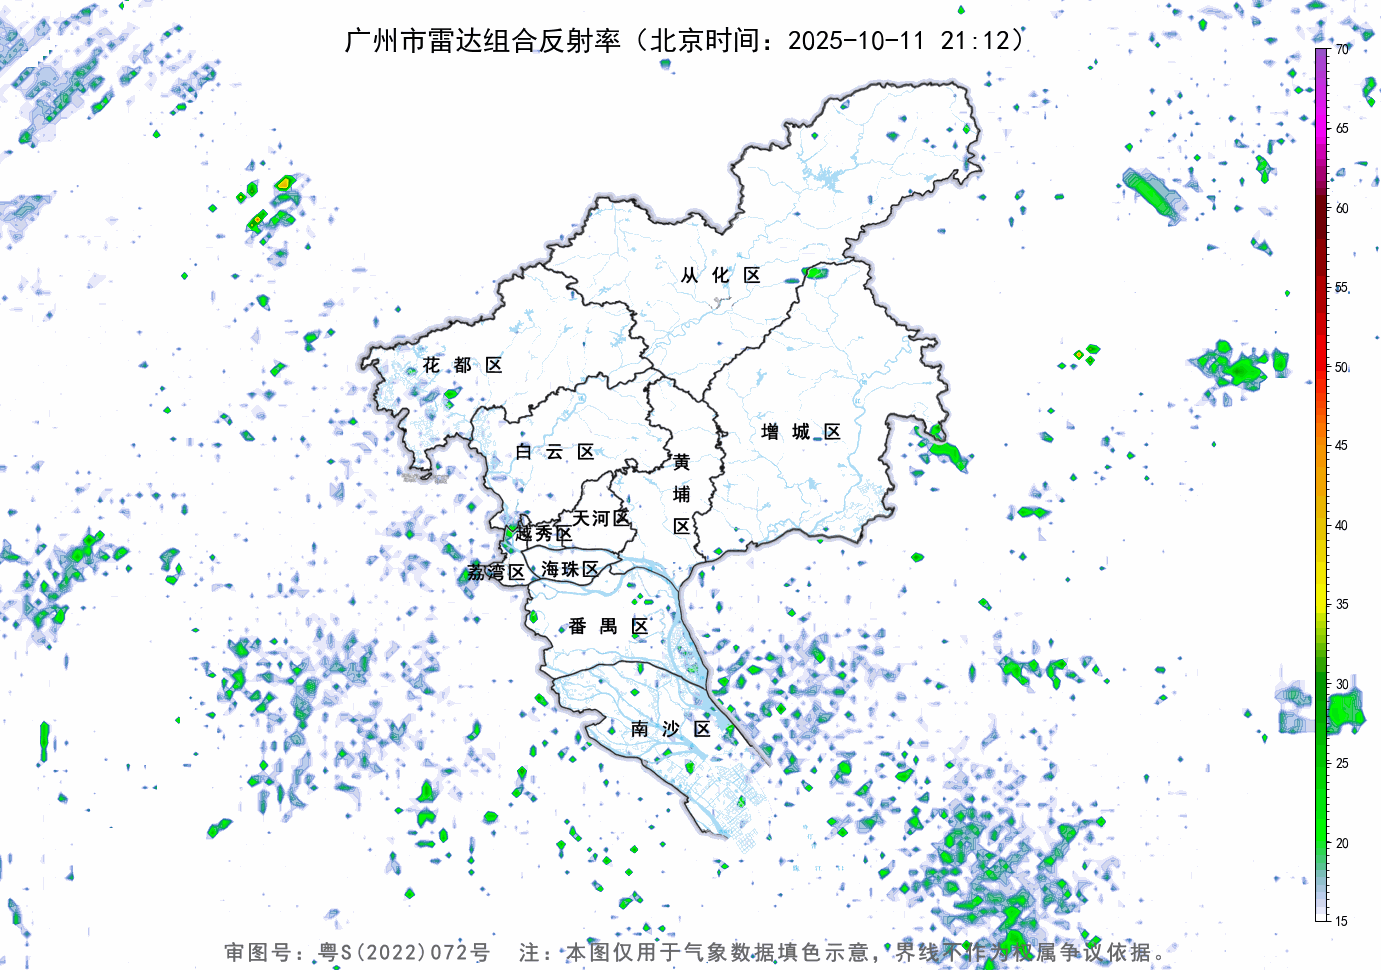 广州市雷达组合反射率（北京时间：2025-10-11 21:12）
70
65
60
55
50
45
40
35
30
25
20
15
从化区
花都区
增城区
白云区
黄埔区
天河区
越秀区
荔湾区
海珠区
番禺区
南沙区
审图号：粤S(2022)072号 注：本图仅用于气象数据填色示意，界线不作为权属争议依据。